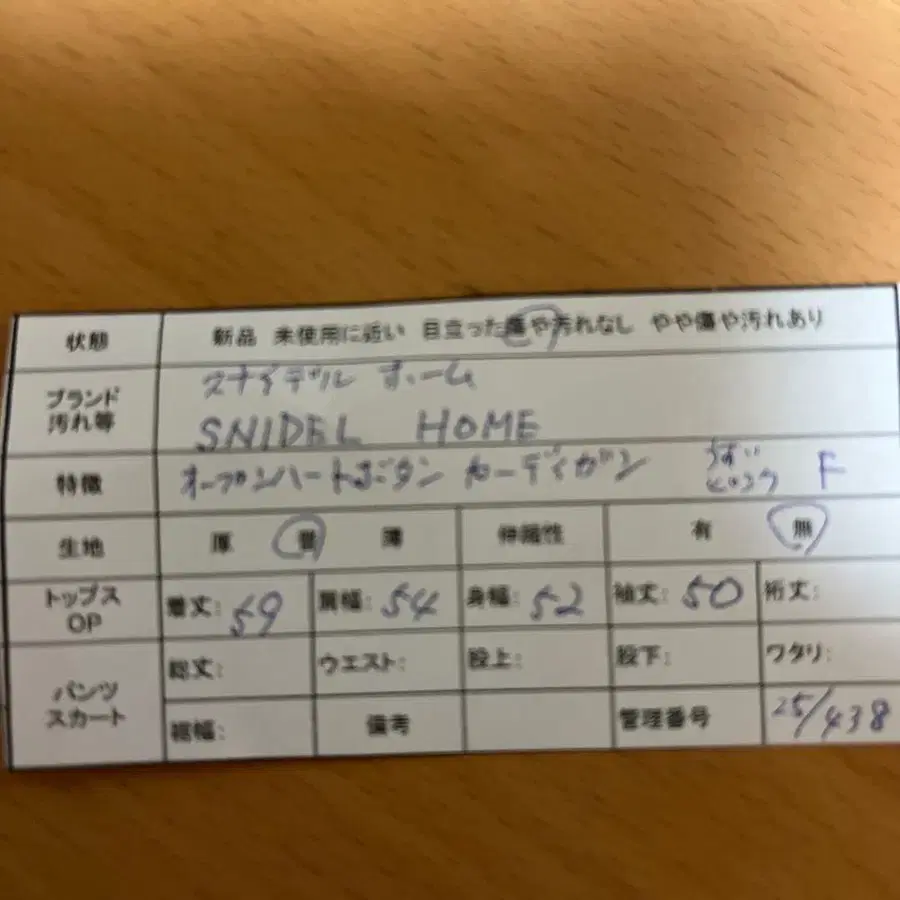 状態 新品 未使用に近い 目立った傷や汚れなし やや傷や汚れあり
ブランド 汚れ等 スナイデル ホーム
SNIDEL HOME
特徴 オープンハートボタン カーディガン うすい ピンク F
生地 厚 普 薄 伸縮性 有 無
トップス OP 着丈: 59 肩幅: 54 身幅: 52 袖丈: 50 裄丈:
パンツ スカート 総丈: ウエスト: 股上: 股下: ワタリ:
裾幅: 備考 管理番号 25/438